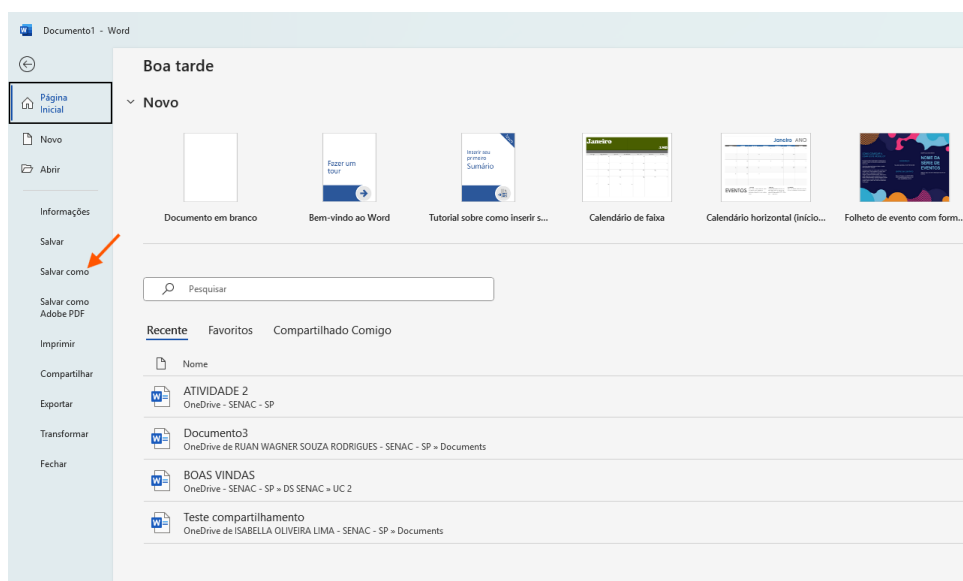 Documento1 - Word
Boa tarde
Página
Inicial
Novo
Novo
Abrir
Fazer um
tour
Inserir seu
primeiro
Sumário
Janeiro
Janeiro ANO
EVENTOS
NOME DA
SÉRIE DE
EVENTOS
Documento em branco
Bem-vindo ao Word
Tutorial sobre como inserir s...
Calendário de faixa
Calendário horizontal (início...
Folheto de evento com form...
Informações
Salvar
Salvar como
Salvar como
Adobe PDF
Imprimir
Compartilhar
Exportar
Transformar
Fechar
Pesquisar
Recente Favoritos Compartilhado Comigo
Nome
ATIVIDADE 2
OneDrive - SENAC - SP
Documento3
OneDrive de RUAN WAGNER SOUZA RODRIGUES - SENAC - SP » Documents
BOAS VINDAS
OneDrive - SENAC - SP » DS SENAC » UC 2
Teste compartilhamento
OneDrive de ISABELLA OLIVEIRA LIMA - SENAC - SP » Documents